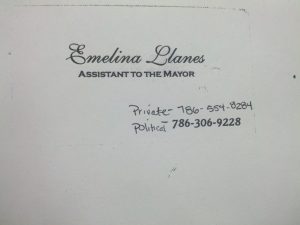 Emelina Llanes
ASSISTANT TO THE MAYOR
Private- 786-554-8284
Political 786-306-9228